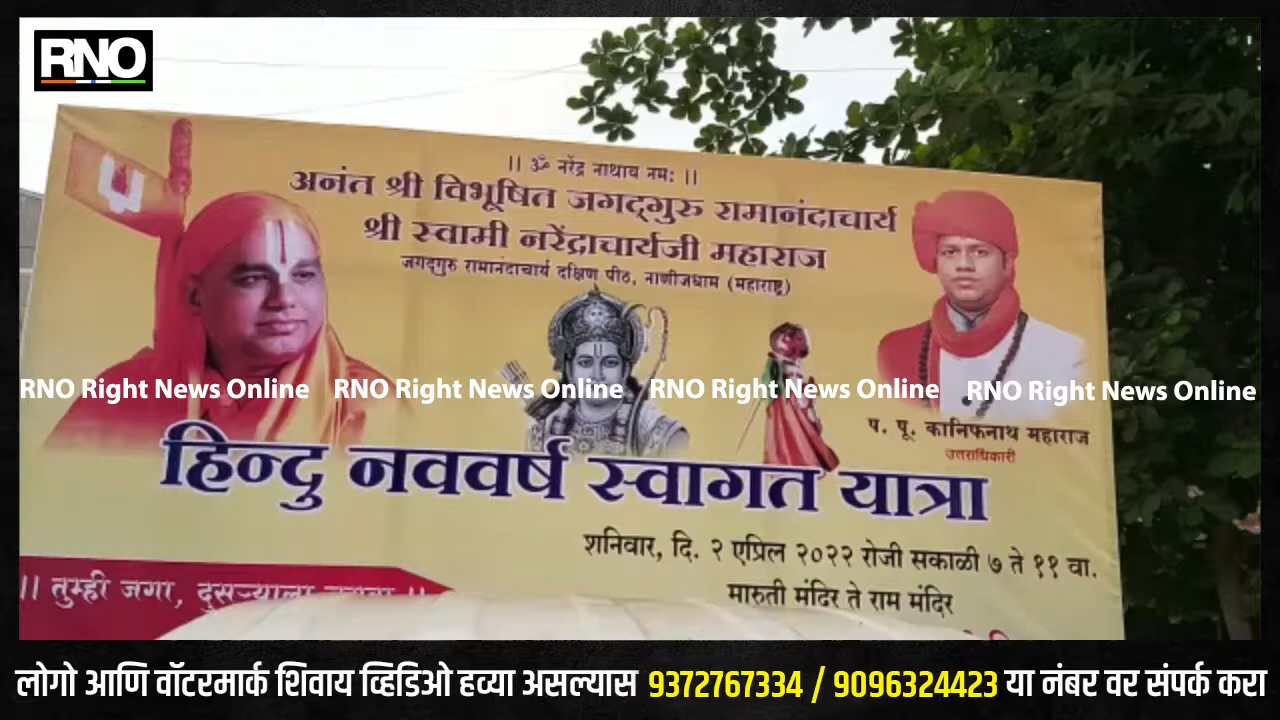 RNO
|| ॐ नरेंद्र नाथाय नमः ||
अनंत श्री विभूषित जगद्गुरु रामानंदाचार्य
श्री स्वामी नरेंद्राचार्यजी महाराज
जगद्गुरु रामानंदाचार्य दक्षिण पीठ, नाणीजधाम (महाराष्ट्र)
RNO Right News Online RNO Right News Online RNO Right News Online RNO Right News Online
प. पू. कानिफनाथ महाराज
उत्तराधिकारी
हिन्दु नववर्ष स्वागत यात्रा
शनिवार, दि. २ एप्रिल २०२२ रोजी सकाळी ७ ते ११ वा.
मारुती मंदिर ते राम मंदिर
|| तुम्ही जगा, दुसऱ्याला
लोगो आणि वॉटरमार्क शिवाय व्हिडिओ हव्या असल्यास 9372767334 / 9096324423 या नंबर वर संपर्क करा